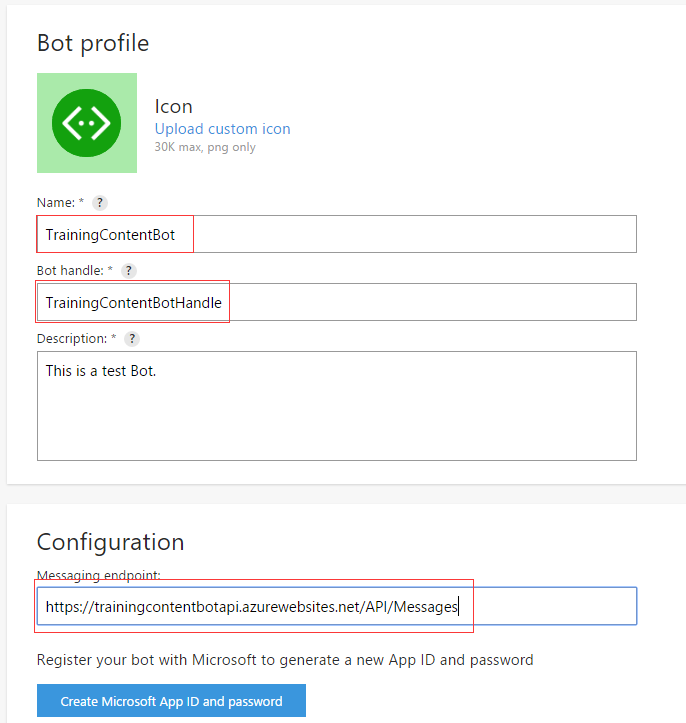 Bot profile
Icon
Upload custom icon
30K max, png only
Name: * ?
TrainingContentBot
Bot handle: * ?
TrainingContentBotHandle
Description: * ?
This is a test Bot.
Configuration
Messaging endpoint:
https://trainingcontentbotapi.azurewebsites.net/API/Messages
Register your bot with Microsoft to generate a new App ID and password
Create Microsoft App ID and password